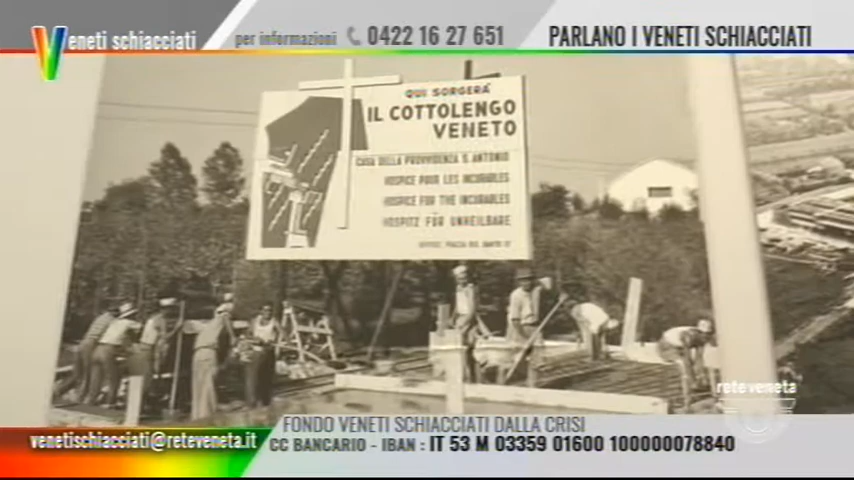 Veneti schiacciati
per informazioni 0422 16 27 651
PARLANO I VENETI SCHIACCIATI
QUI SORGERÀ
IL COTTOLENGO
VENETO
CASA DELLA PROVVIDENZA S. ANTONIO
HOSPICE POUR LES INCURABLES
HOSPICE FOR THE INCURABLES
HOSPITZ FÜR UNHEILBARE
reteveneta
venetischiacciati@reteveneta.it
FONDO VENETI SCHIACCIATI DALLA CRISI
CC BANCARIO - IBAN : IT 53 M 03359 01600 100000078840